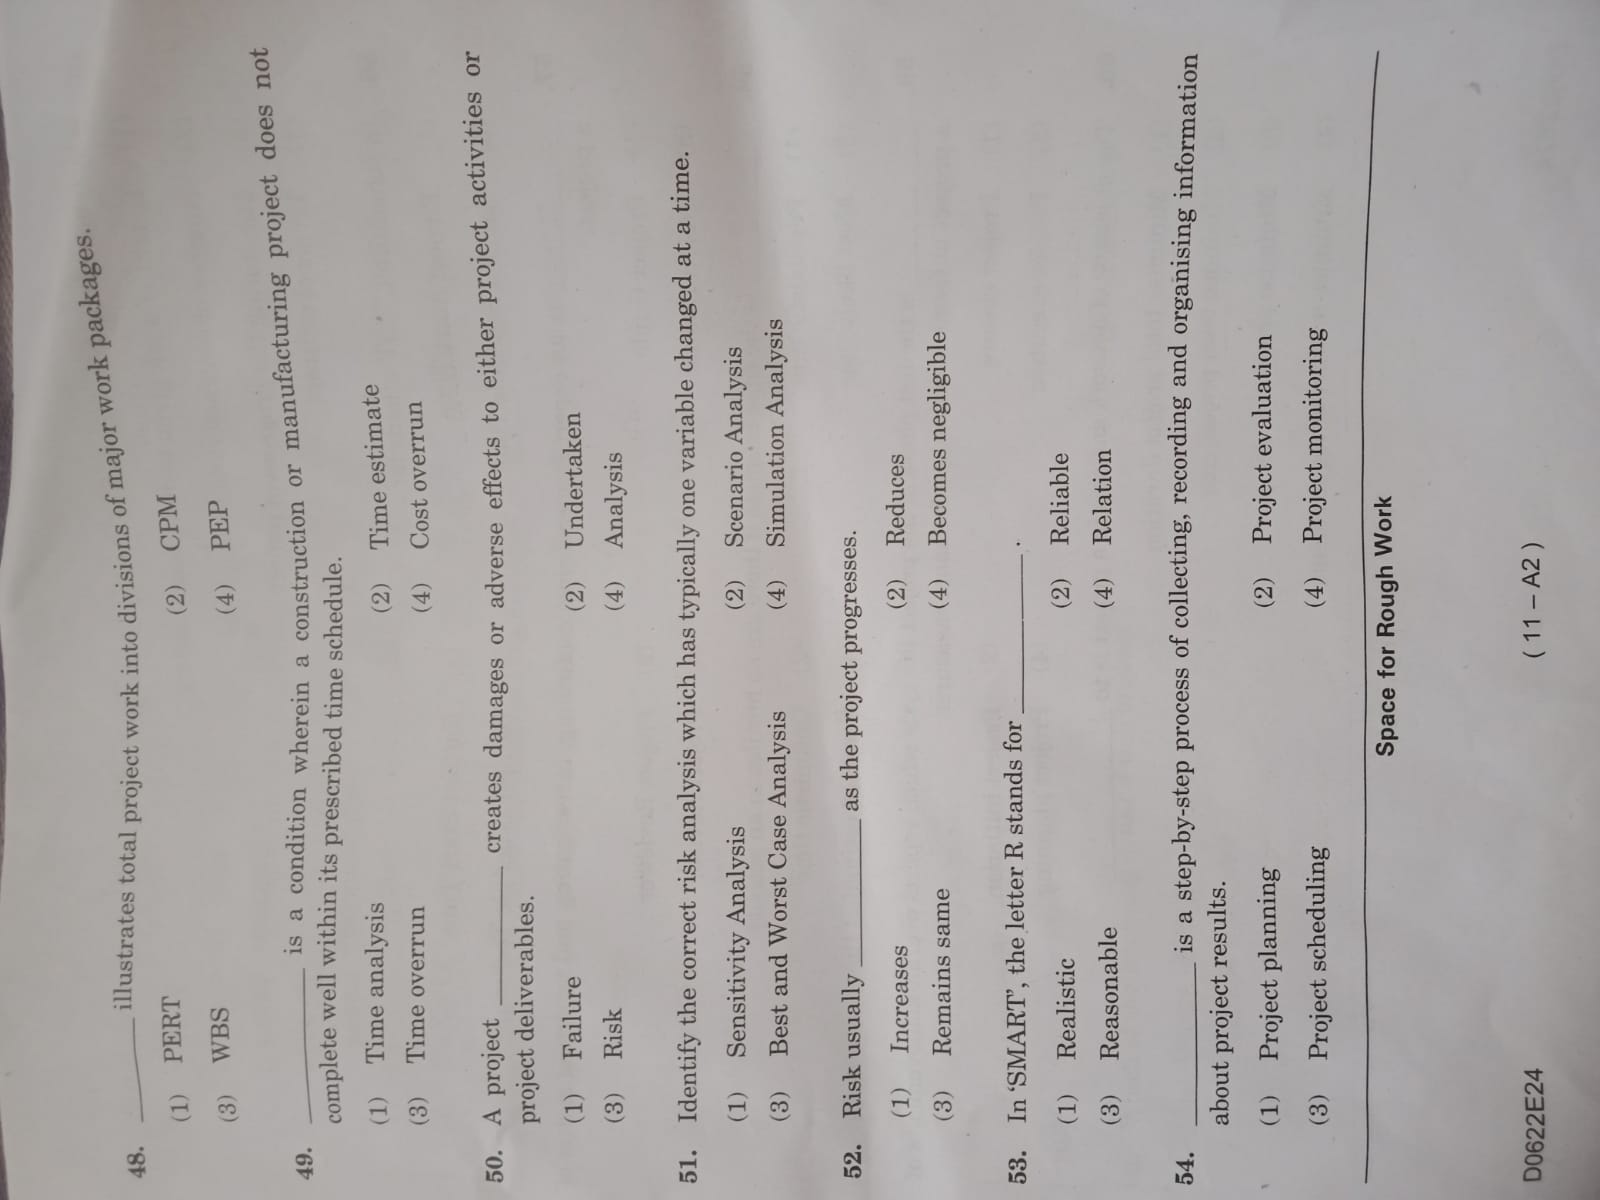 48. ________ illustrates total project work into divisions of major work packages.
(1) PERT (2) CPM
(3) WBS (4) PEP
49. ________ is a condition wherein a construction or manufacturing project does not
complete well within its prescribed time schedule.
(1) Time analysis (2) Time estimate
(3) Time overrun (4) Cost overrun
50. A project ________ creates damages or adverse effects to either project activities or
project deliverables.
(1) Failure (2) Undertaken
(3) Risk (4) Analysis
51. Identify the correct risk analysis which has typically one variable changed at a time.
(1) Sensitivity Analysis (2) Scenario Analysis
(3) Best and Worst Case Analysis (4) Simulation Analysis
52. Risk usually ________ as the project progresses.
(1) Increases (2) Reduces
(3) Remains same (4) Becomes negligible
53. In ‘SMART’, the letter R stands for ________.
(1) Realistic (2) Reliable
(3) Reasonable (4) Relation
54. ________ is a step-by-step process of collecting, recording and organising information
about project results.
(1) Project planning (2) Project evaluation
(3) Project scheduling (4) Project monitoring
Space for Rough Work
D0622E24 ( 11 – A2 )